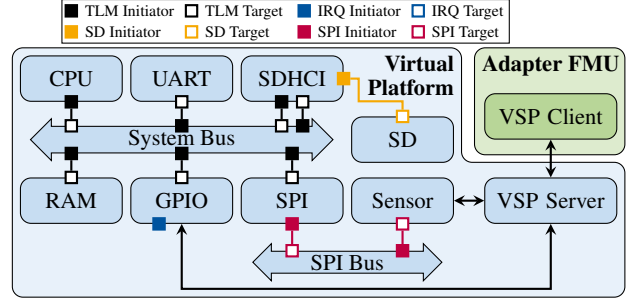 TLM Initiator TLM Target IRQ Initiator IRQ Target
SD Initiator SD Target SPI Initiator SPI Target
CPU UART SDHCI Virtual Platform Adapter FMU
VSP Client
System Bus SD
RAM GPIO SPI Sensor VSP Server
SPI Bus